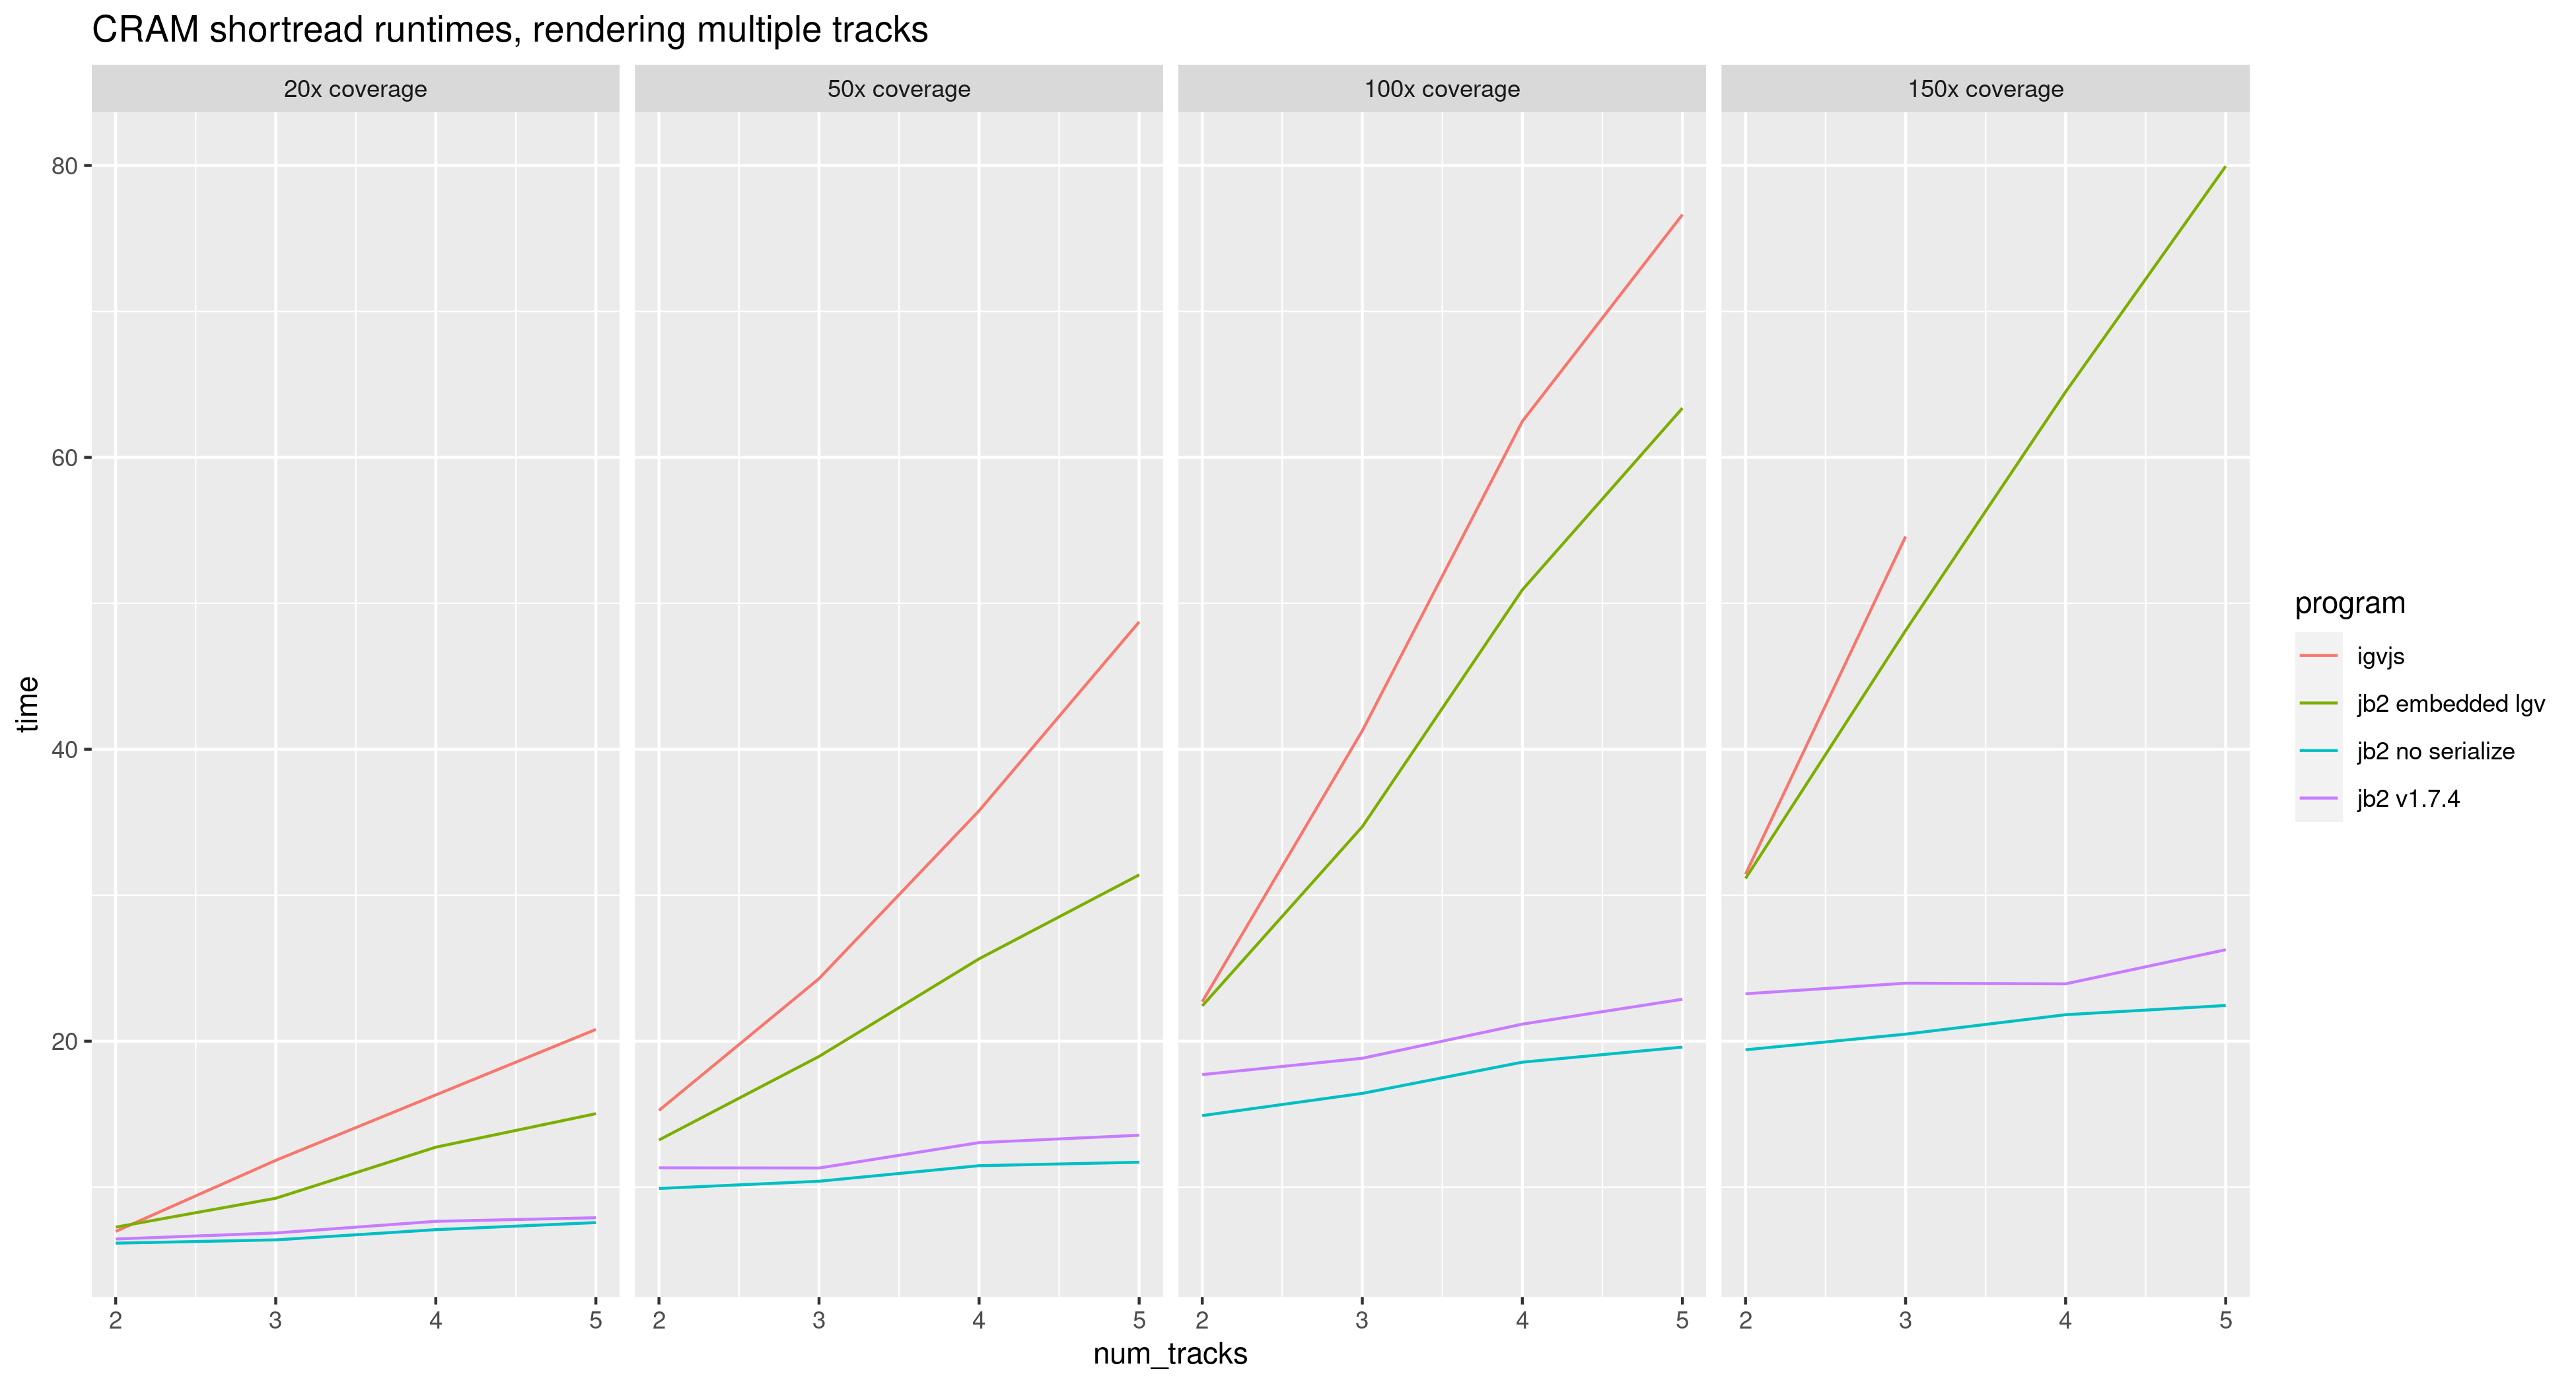 CRAM shortread runtimes, rendering multiple tracks
20x coverage
50x coverage
100x coverage
150x coverage
80
60
40
20
time
2 3 4 5
2 3 4 5
2 3 4 5
2 3 4 5
num_tracks
program
igvjs
jb2 embedded lgv
jb2 no serialize
jb2 v1.7.4